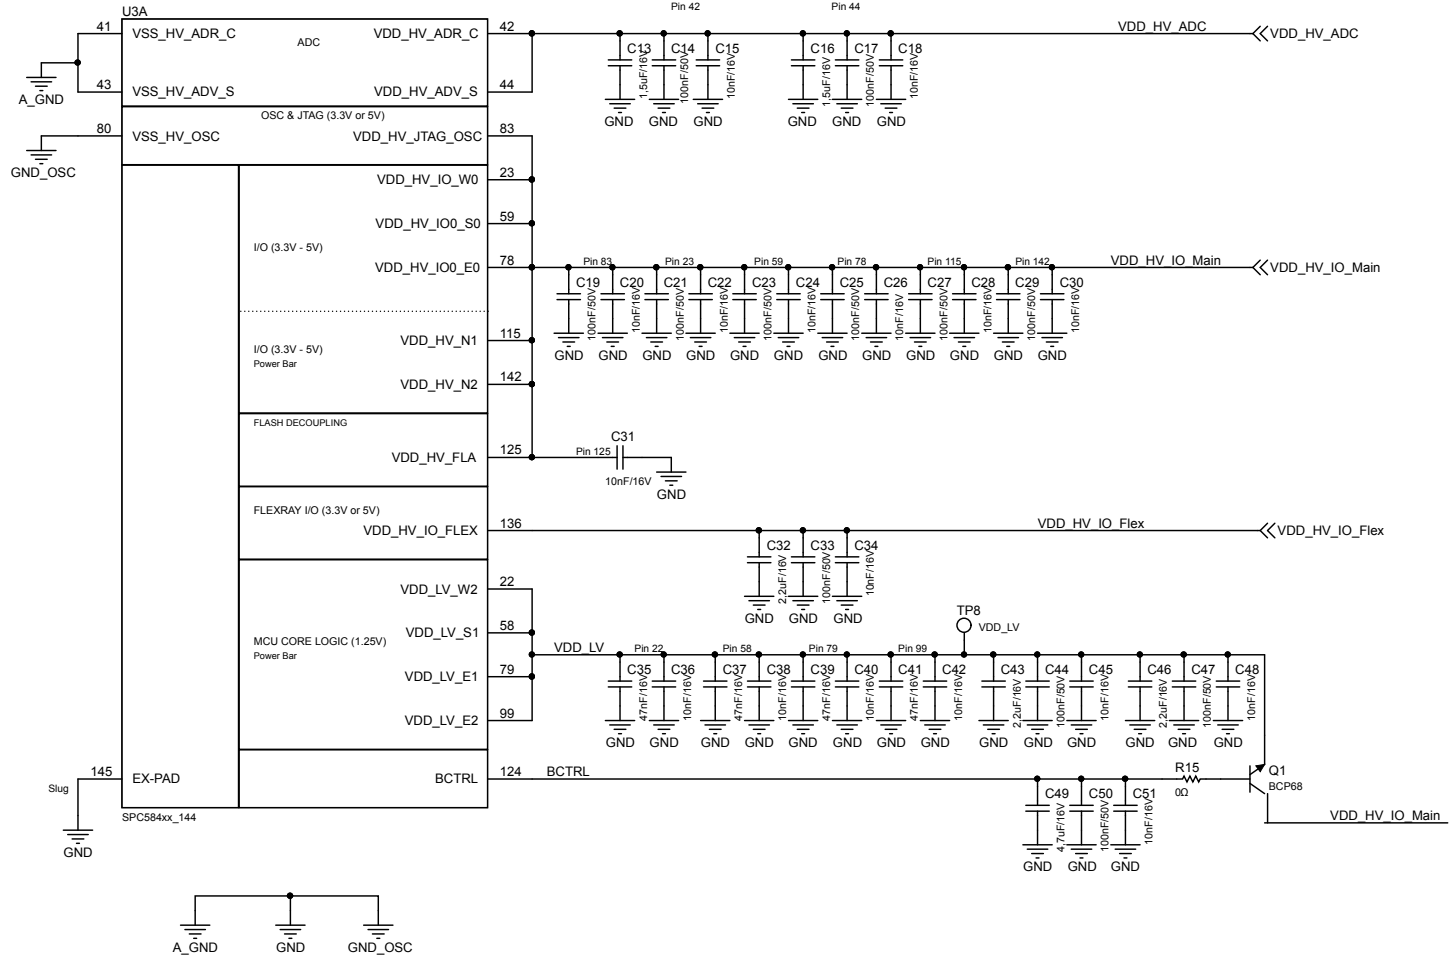 Pin 42 Pin 44
U3A
41 VSS_HV_ADR_C ADC VDD_HV_ADR_C 42 VDD_HV_ADC VDD_HV_ADC
C13 C14 C15 C16 C17 C18
1.5uF/16V 100nF/50V 10nF/16V 1.5uF/16V 100nF/50V 10nF/16V
43 VSS_HV_ADV_S VDD_HV_ADV_S 44
A_GND
GND GND GND GND GND GND
OSC & JTAG (3.3V or 5V)
80 VSS_HV_OSC VDD_HV_JTAG_OSC 83
GND_OSC
VDD_HV_IO_W0 23
VDD_HV_IO0_S0 59
I/O (3.3V - 5V)
VDD_HV_IO0_E0 78
Pin 83 Pin 23 Pin 59 Pin 78 Pin 115 Pin 142 VDD_HV_IO_Main VDD_HV_IO_Main
C19 C20 C21 C22 C23 C24 C25 C26 C27 C28 C29 C30
100nF/50V 10nF/16V 100nF/50V 10nF/16V 100nF/50V 10nF/16V 100nF/50V 10nF/16V 100nF/50V 10nF/16V 100nF/50V 10nF/16V
GND GND GND GND GND GND GND GND GND GND GND GND
VDD_HV_N1 115
I/O (3.3V - 5V)
Power Bar
VDD_HV_N2 142
FLASH DECOUPLING
C31
VDD_HV_FLA 125 Pin 125
10nF/16V
GND
FLEXRAY I/O (3.3V or 5V)
VDD_HV_IO_FLEX 136 VDD_HV_IO_Flex VDD_HV_IO_Flex
C32 C33 C34
2.2uF/16V 100nF/50V 10nF/16V
GND GND GND
VDD_LV_W2 22
TP8
VDD_LV
VDD_LV_S1 58
MCU CORE LOGIC (1.25V)
Power Bar
VDD_LV Pin 22 Pin 58 Pin 79 Pin 99
C35 C36 C37 C38 C39 C40 C41 C42 C43 C44 C45 C46 C47 C48
47nF/16V 10nF/16V 47nF/16V 10nF/16V 47nF/16V 10nF/16V 47nF/16V 10nF/16V 2.2uF/16V 100nF/50V 10nF/16V 2.2uF/16V 100nF/50V 10nF/16V
VDD_LV_E1 79
VDD_LV_E2 99
GND GND GND GND GND GND GND GND GND GND GND GND GND GND
145 EX-PAD BCTRL 124 BCTRL
Slug
R15
0Ω
Q1
BCP68
C49 C50 C51
4.7uF/16V 100nF/50V 10nF/16V
SPC584xx_144
VDD_HV_IO_Main
GND
GND GND GND
A_GND GND GND_OSC